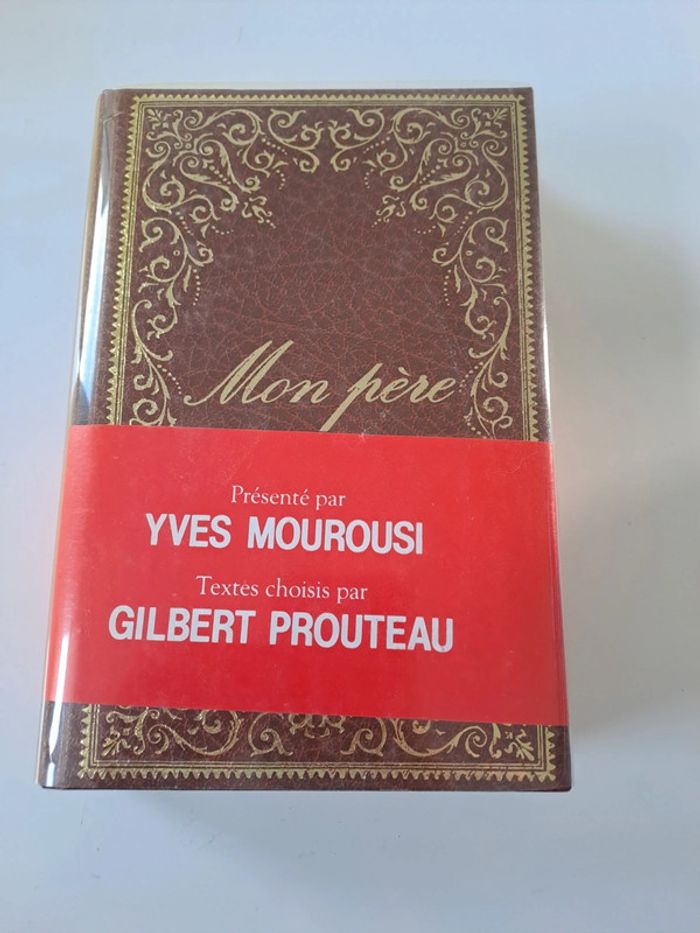 Mon père
Présenté par
YVES MOUROUSI
Textes choisis par
GILBERT PROUTEAU